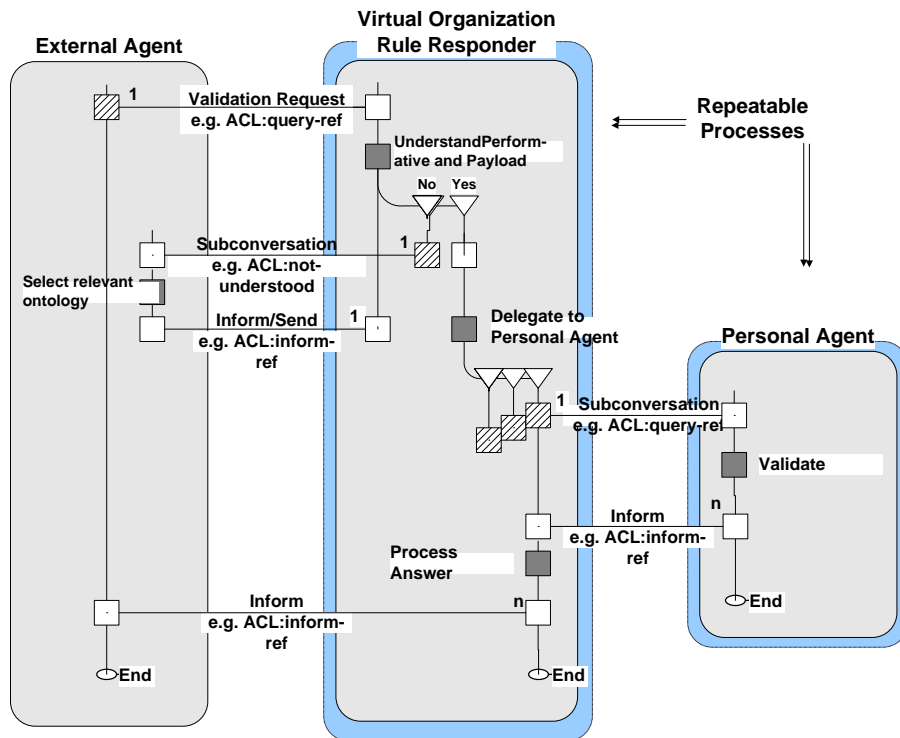 Virtual Organization
Rule Responder
External Agent
1
Validation Request
e.g. ACL:query-ref
Repeatable
Processes
UnderstandPerform-
ative and Payload
No
Yes
Subconversation
e.g. ACL:not-
understood
1
Select relevant
ontology
Inform/Send
e.g. ACL:inform-
ref
1
Delegate to
Personal Agent
Personal Agent
1
Subconversation
e.g. ACL:query-ref
Validate
n
Inform
e.g. ACL:inform-
ref
Process
Answer
Inform
e.g. ACL:inform-
ref
n
End
End
End